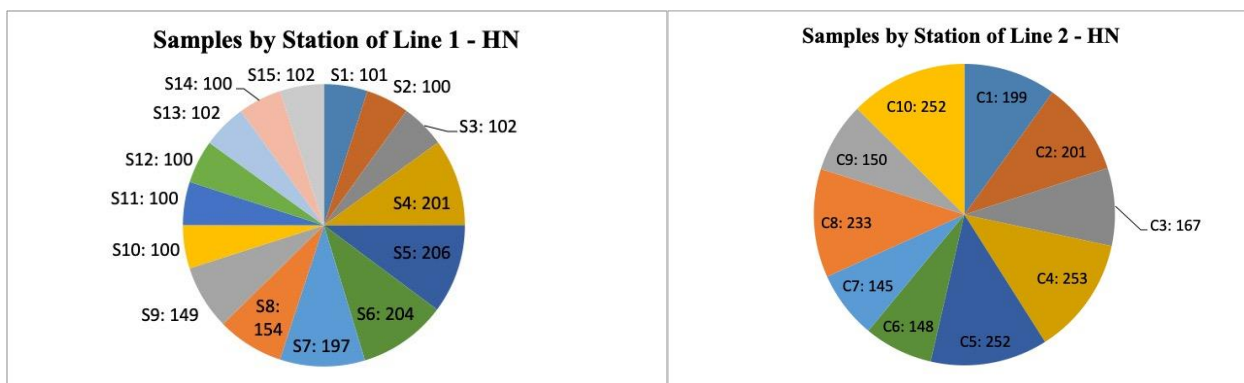 Samples by Station of Line 1 - HN
S1: 101
S2: 100
S3: 102
S4: 201
S5: 206
S6: 204
S7: 197
S8:
154
S9: 149
S10: 100
S11: 100
S12: 100
S13: 102
S14: 100
S15: 102
Samples by Station of Line 2 - HN
C1: 199
C2: 201
C3: 167
C4: 253
C5: 252
C6: 148
C7: 145
C8: 233
C9: 150
C10: 252